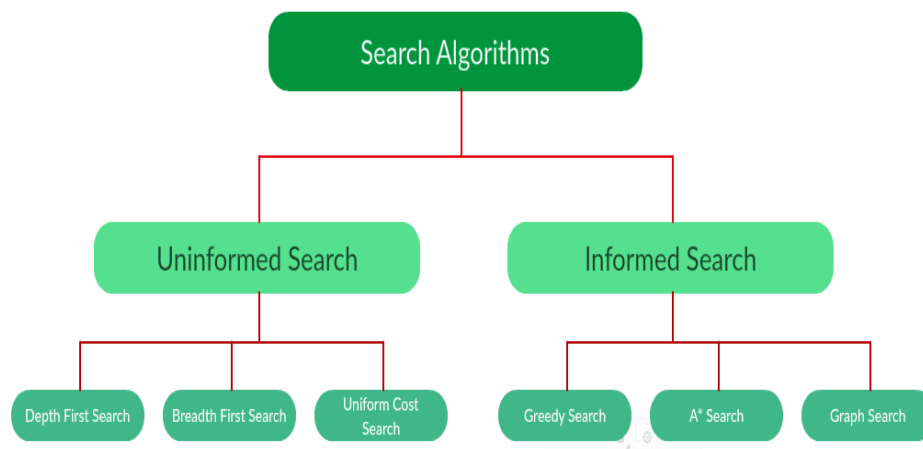 Search Algorithms
Uninformed Search
Informed Search
Depth First Search
Breadth First Search
Uniform Cost
Search
Greedy Search
A* Search
Graph Search